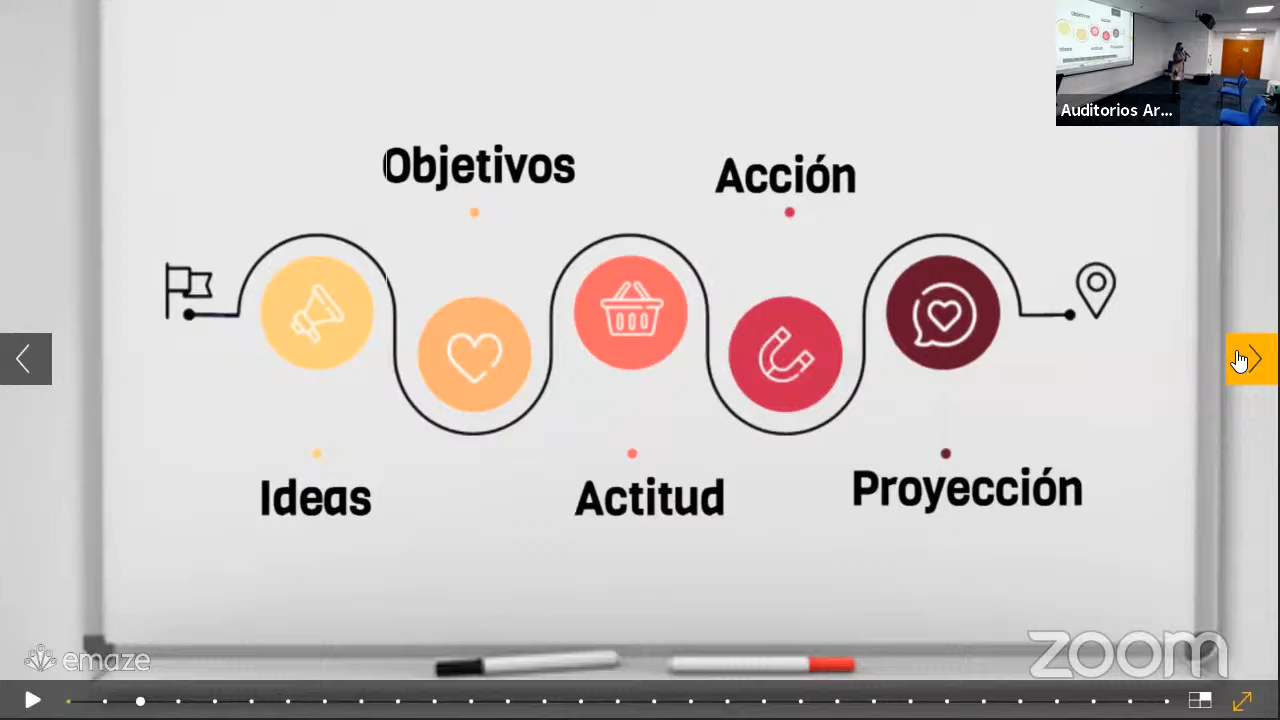 Auditorios Ar...
Objetivos
Acción
Ideas
Actitud
Proyección
emaze
zoom